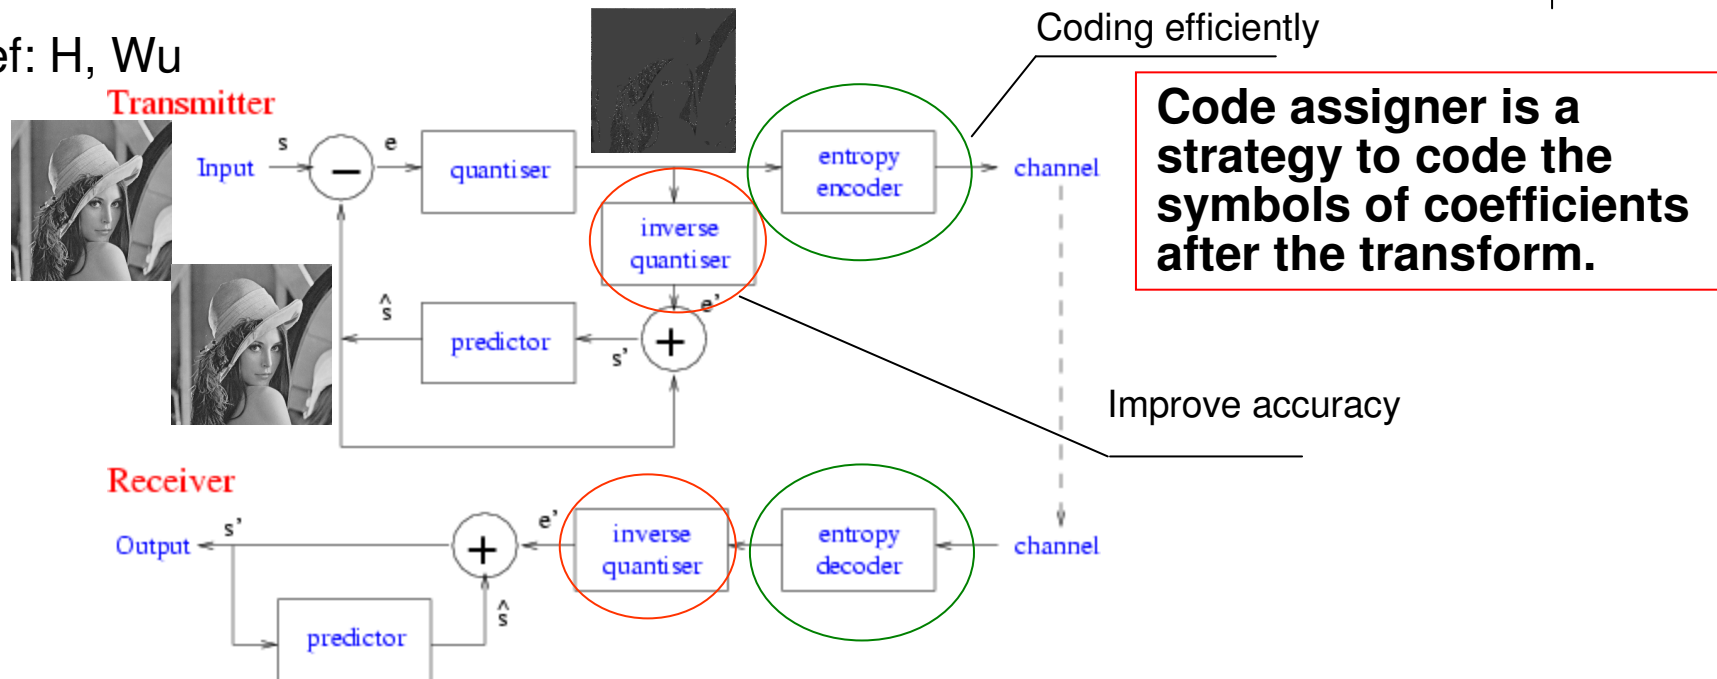 Coding efficiently
ef: H, Wu
Transmitter
Code assigner is a
strategy to code the
symbols of coefficients
after the transform.
Input
s
−
e
quantiser
entropy
encoder
channel
inverse
quantiser
e'
ŝ
predictor
s'
+
Improve accuracy
Receiver
Output
s'
+
e'
inverse
quantiser
entropy
decoder
channel
ŝ
predictor